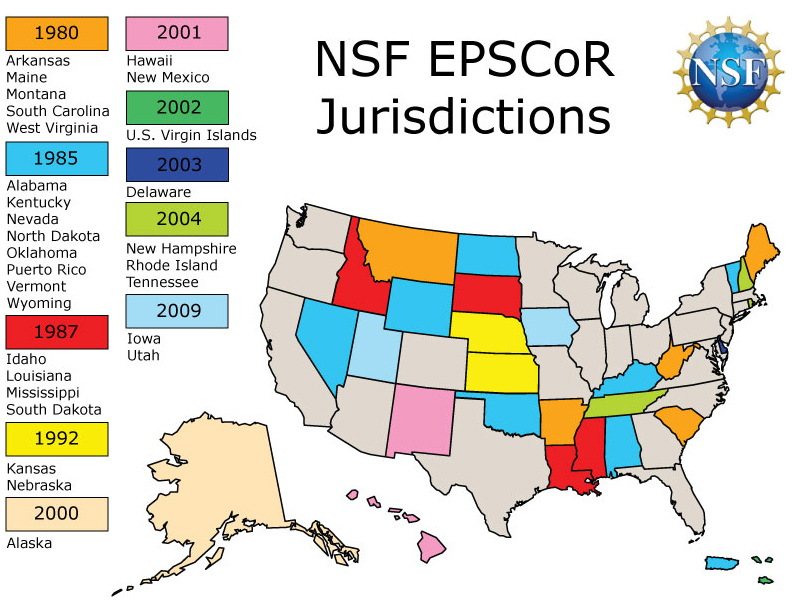 1980
Arkansas
Maine
Montana
South Carolina
West Virginia
1985
Alabama
Kentucky
Nevada
North Dakota
Oklahoma
Puerto Rico
Vermont
Wyoming
1987
Idaho
Louisiana
Mississippi
South Dakota
1992
Kansas
Nebraska
2000
Alaska
2001
Hawaii
New Mexico
2002
U.S. Virgin Islands
2003
Delaware
2004
New Hampshire
Rhode Island
Tennessee
2009
Iowa
Utah
NSF EPSCoR
Jurisdictions
NSF